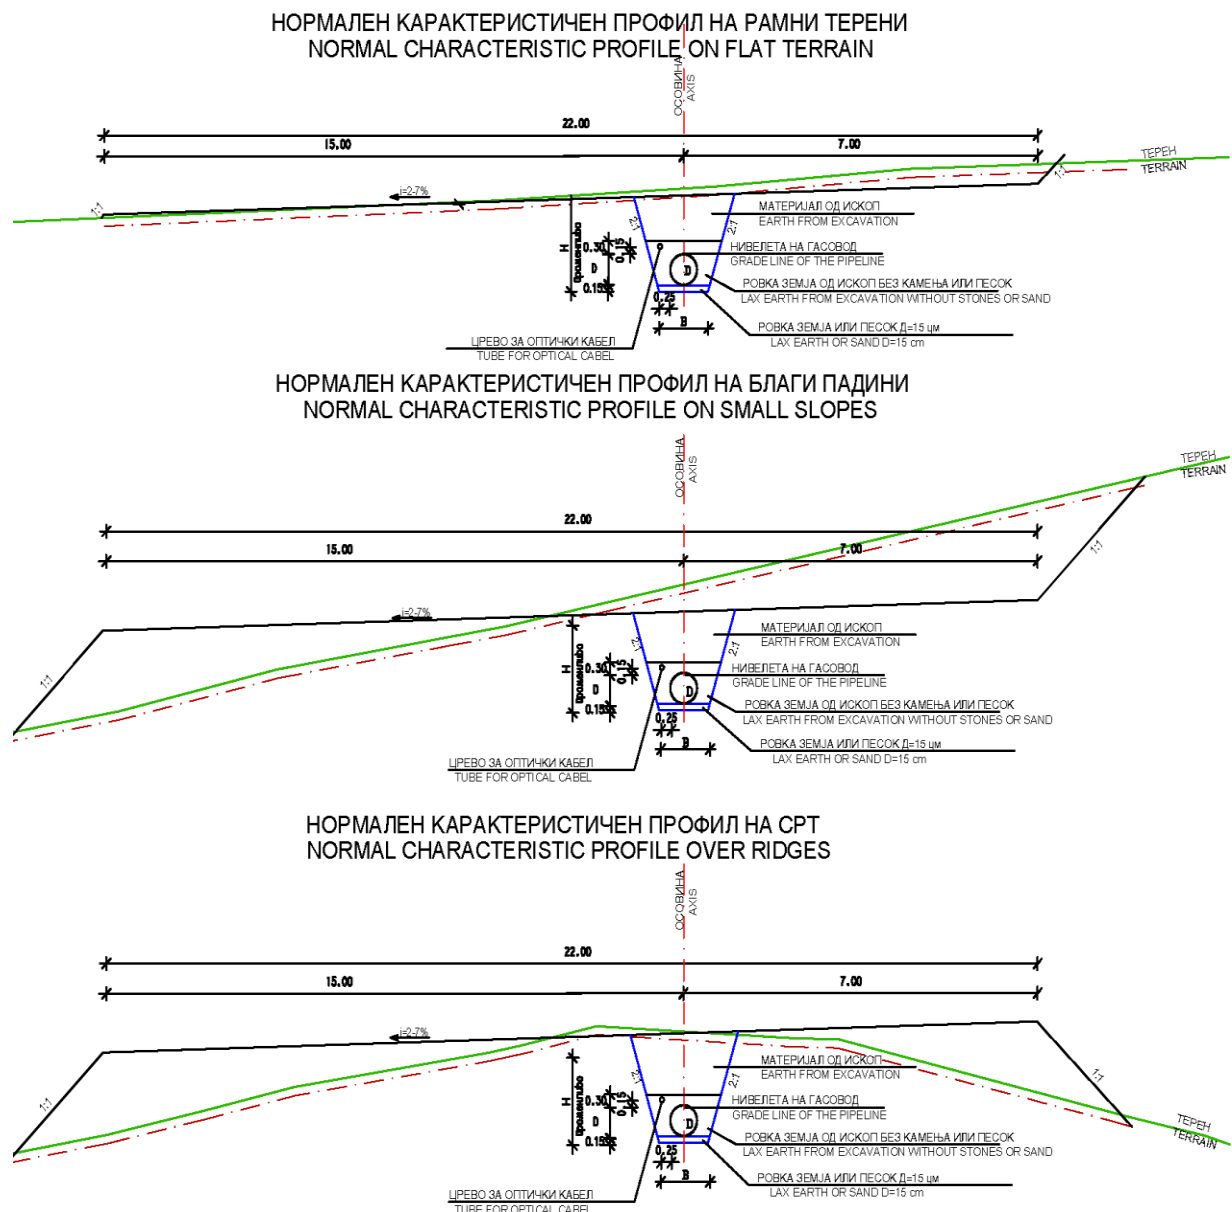 НОРМАЛЕН КАРАКТЕРИСТИЧЕН ПРОФИЛ НА РАМНИ ТЕРЕНИ
NORMAL CHARACTERISTIC PROFILE ON FLAT TERRAIN
ОСОВИНА
AXIS
22.00
15.00
7.00
ТЕРЕН
TERRAIN
1:1
1:1
i=2-7%
2:1
2:1
МАТЕРИЈАЛ ОД ИСКОП
EARTH FROM EXCAVATION
НИВЕЛЕТА НА ГАСОВОД
GRADE LINE OF THE PIPELINE
H
променлива
0.30
0.15
D
D
0.15
РОВКА ЗЕМЈА ОД ИСКОП БЕЗ КАМЕЊА ИЛИ ПЕСОК
LAX EARTH FROM EXCAVATION WITHOUT STONES OR SAND
0.25
B
РОВКА ЗЕМЈА ИЛИ ПЕСОК Д=15 цм
LAX EARTH OR SAND D=15 cm
ЦРЕВО ЗА ОПТИЧКИ КАБЕЛ
TUBE FOR OPTICAL CABEL
НОРМАЛЕН КАРАКТЕРИСТИЧЕН ПРОФИЛ НА БЛАГИ ПАДИНИ
NORMAL CHARACTERISTIC PROFILE ON SMALL SLOPES
ОСОВИНА
AXIS
ТЕРЕН
TERRAIN
22.00
15.00
7.00
1:1
1:1
i=2-7%
2:1
2:1
МАТЕРИЈАЛ ОД ИСКОП
EARTH FROM EXCAVATION
НИВЕЛЕТА НА ГАСОВОД
GRADE LINE OF THE PIPELINE
H
променлива
0.30
0.15
D
D
0.15
РОВКА ЗЕМЈА ОД ИСКОП БЕЗ КАМЕЊА ИЛИ ПЕСОК
LAX EARTH FROM EXCAVATION WITHOUT STONES OR SAND
0.25
B
РОВКА ЗЕМЈА ИЛИ ПЕСОК Д=15 цм
LAX EARTH OR SAND D=15 cm
ЦРЕВО ЗА ОПТИЧКИ КАБЕЛ
TUBE FOR OPTICAL CABEL
НОРМАЛЕН КАРАКТЕРИСТИЧЕН ПРОФИЛ НА СРТ
NORMAL CHARACTERISTIC PROFILE OVER RIDGES
ОСОВИНА
AXIS
22.00
15.00
7.00
i=2-7%
1:1
1:1
2:1
2:1
МАТЕРИЈАЛ ОД ИСКОП
EARTH FROM EXCAVATION
НИВЕЛЕТА НА ГАСОВОД
GRADE LINE OF THE PIPELINE
ТЕРЕН
TERRAIN
H
променлива
0.30
0.15
D
D
0.15
РОВКА ЗЕМЈА ОД ИСКОП БЕЗ КАМЕЊА ИЛИ ПЕСОК
LAX EARTH FROM EXCAVATION WITHOUT STONES OR SAND
0.25
B
РОВКА ЗЕМЈА ИЛИ ПЕСОК Д=15 цм
LAX EARTH OR SAND D=15 cm
ЦРЕВО ЗА ОПТИЧКИ КАБЕЛ
TUBE FOR OPTICAL CABEL